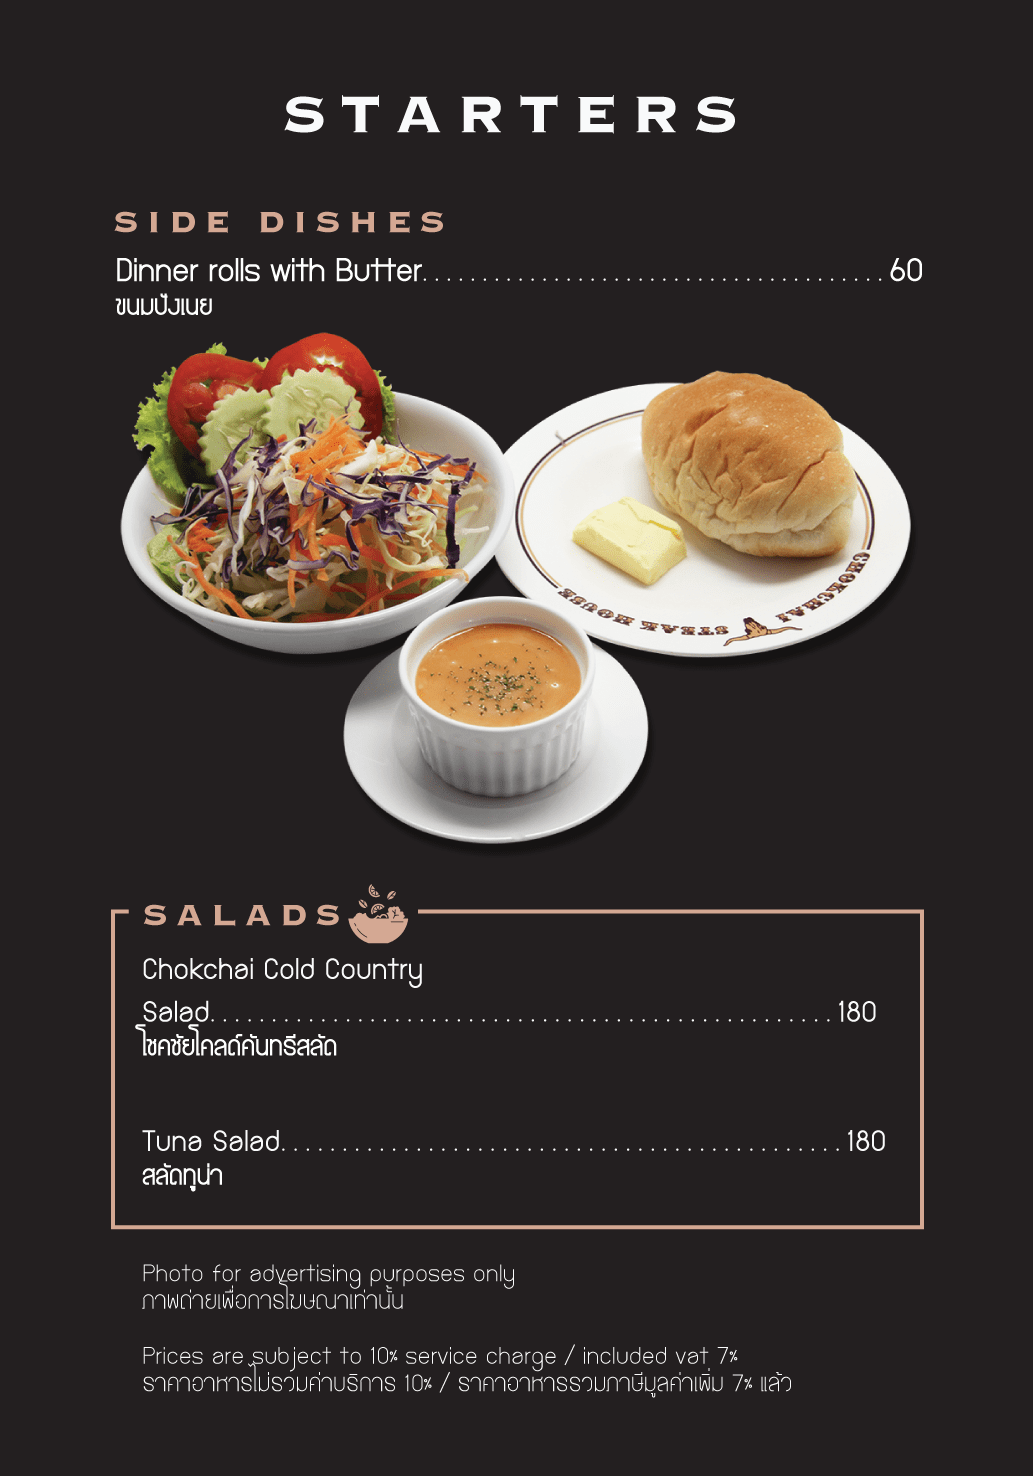 STARTERS
SIDE DISHES
Dinner rolls with Butter.......................................60
ขนมปังเนย
CHOKCHAI STEAK HOUSE
SALADS
Chokchai Cold Country
Salad....................................................180
โชคชัยโคลด์คันทรีสลัด
Tuna Salad...............................................180
สลัดทูน่า
Photo for advertising purposes only
ภาพถ่ายเพื่อการโฆษณาเท่านั้น
Prices are subject to 10% service charge / included vat 7%
ราคาอาหารไม่รวมค่าบริการ 10% / ราคาอาหารรวมภาษีมูลค่าเพิ่ม 7% แล้ว